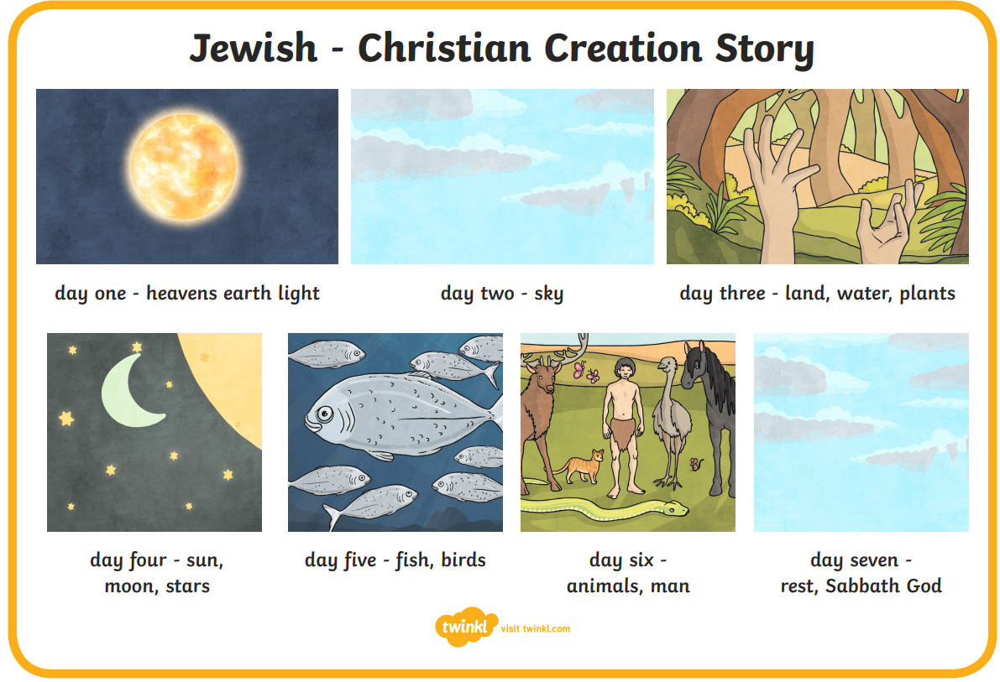 Jewish - Christian Creation Story
day one - heavens earth light
day two - sky
day three - land, water, plants
day four - sun,
moon, stars
day five - fish, birds
day six -
animals, man
day seven -
rest, Sabbath God
twinkl visit twinkl.com